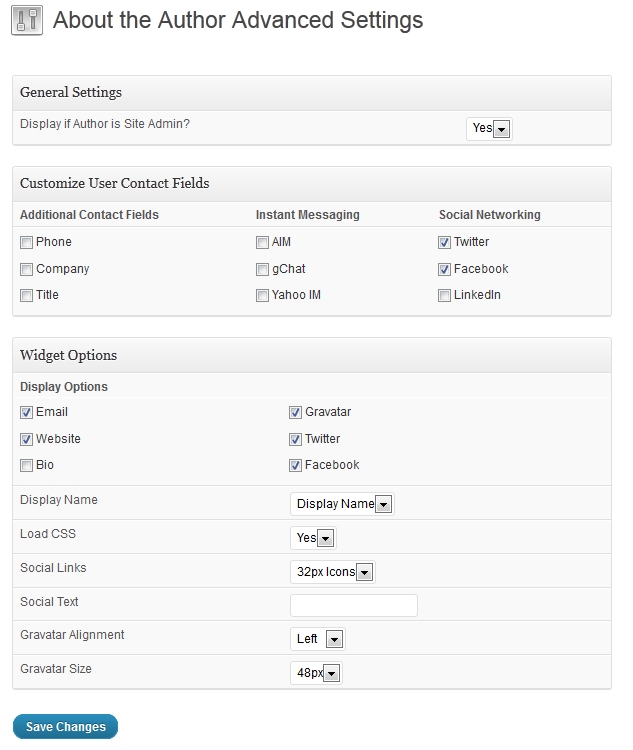 About the Author Advanced Settings
General Settings
Display if Author is Site Admin? Yes
Customize User Contact Fields
Additional Contact Fields Instant Messaging Social Networking
Phone AIM Twitter
Company gChat Facebook
Title Yahoo IM LinkedIn
Widget Options
Display Options
Email Gravatar
Website Twitter
Bio Facebook
Display Name Display Name
Load CSS Yes
Social Links 32px Icons
Social Text
Gravatar Alignment Left
Gravatar Size 48px
Save Changes